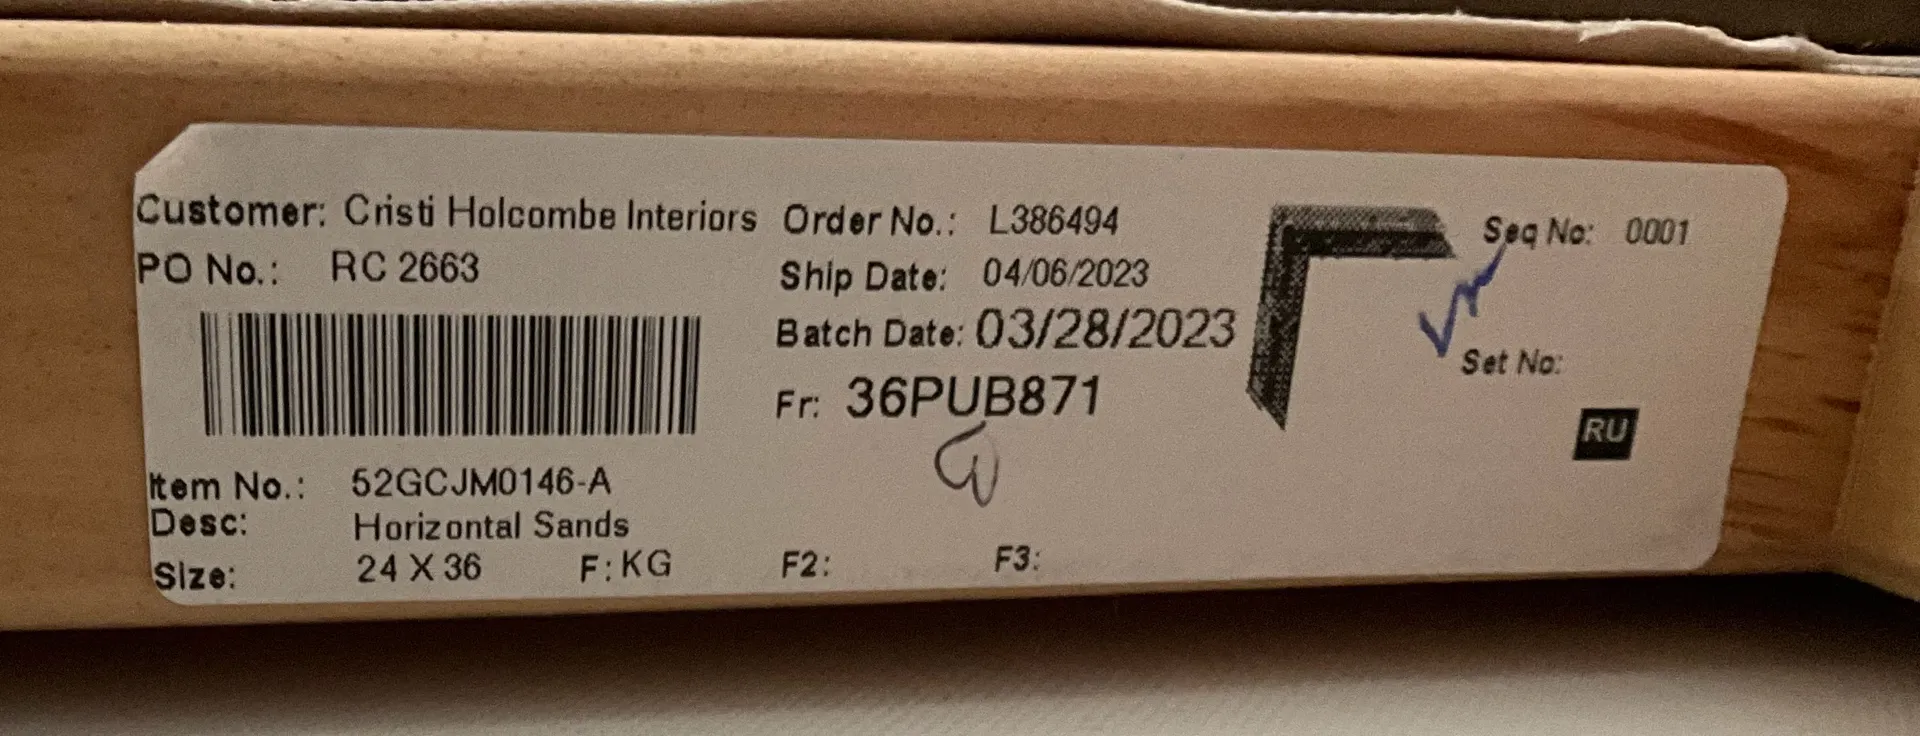 Customer: Cristi Holcombe Interiors
PO No.: RC 2663
Item No.: 52GCJM0146-A
Desc: Horizontal Sands
Size: 24 X 36 F: KG F2: F3:
Order No.: L386494
Ship Date: 04/06/2023
Batch Date: 03/28/2023
Fr: 36PUB871
Seq No: 0001
Set No:
RU